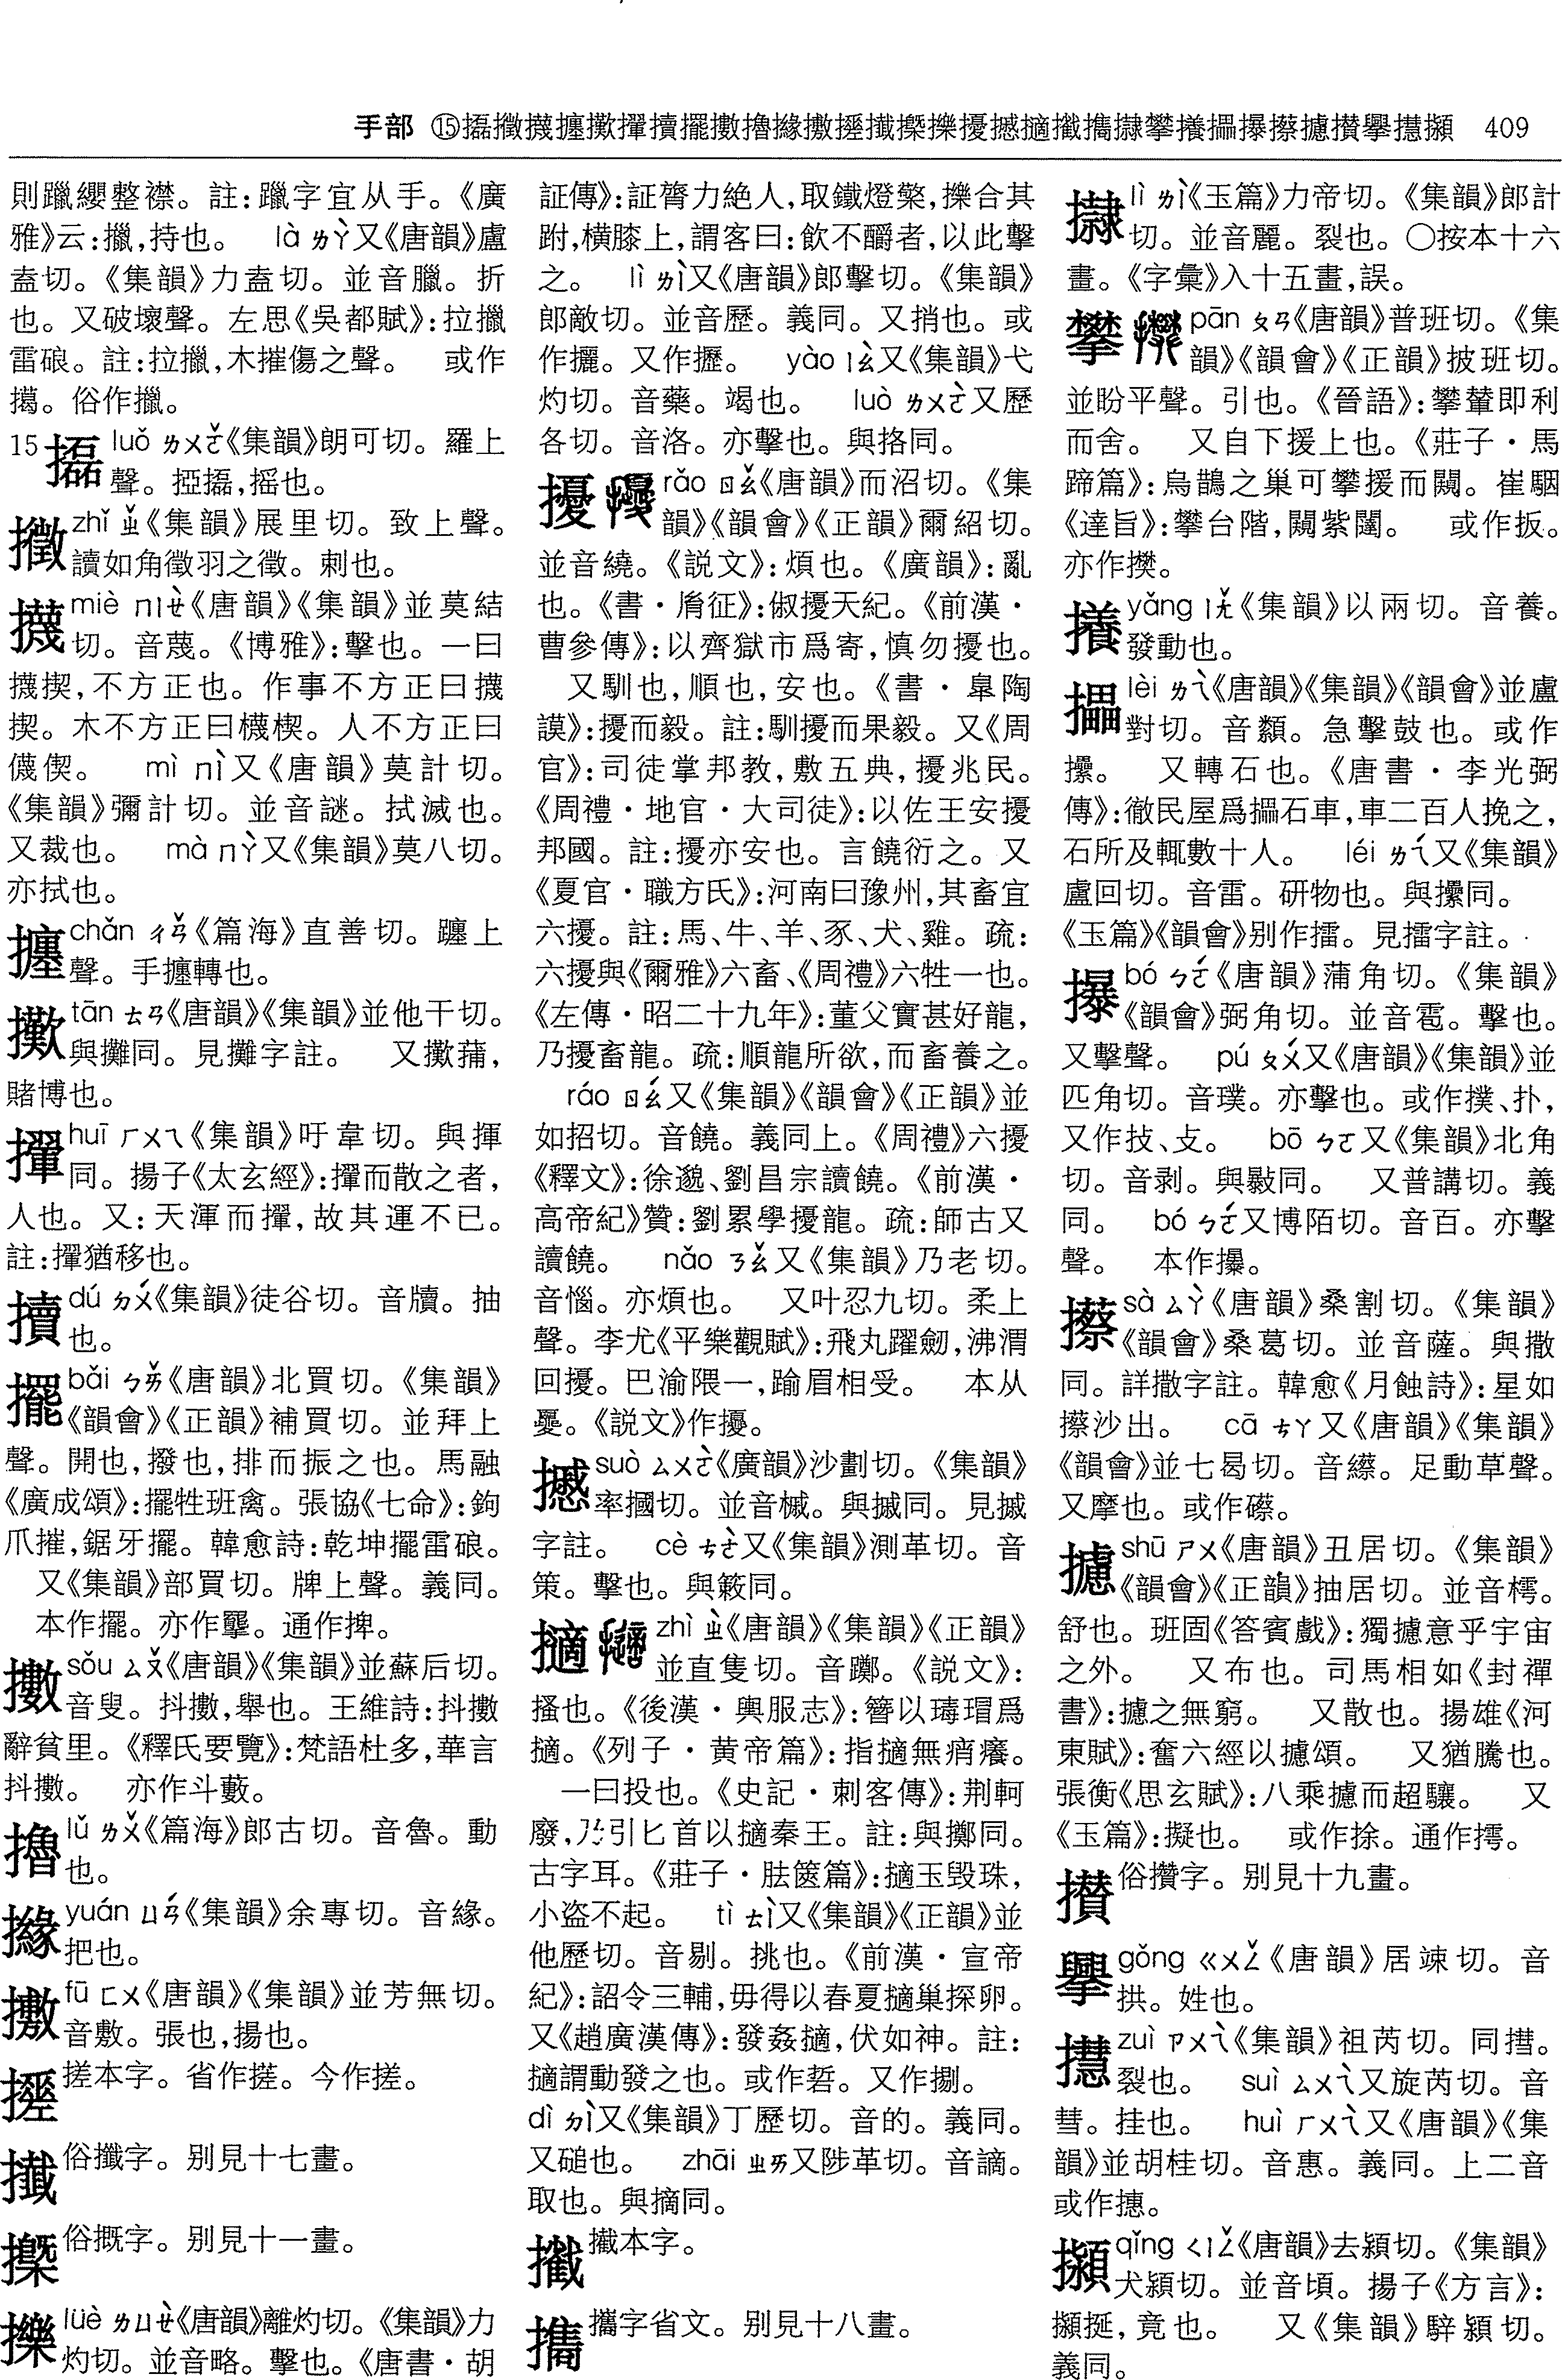 手部 ⑮攭㩼㩢㩥擹㩹㩪擺擻擼㩳㩿㩾㩫㩽擽擾㩴擿㩵擕㩻攀攁㩯㩧攃攄攅擧㩨㩩 409
則躐纓整襟。註:躐字宜从手。《廣
雅》云:擸,持也。 là ㄌㄚˋ又《唐韻》盧
盍切。《集韻》力盍切。並音臘。折
也。又破壞聲。左思《吳都賦》:拉擸
雷硠。註:拉擸,木摧傷之聲。 或作
擖。俗作擸。
15 luǒ ㄌㄨㄛˇ《集韻》朗可切。羅上
聲。搖也。
zhǐ ㄓˇ《集韻》展里切。致上聲。
讀如角徵羽之徵。刺也。
miè ㄇㄧㄝˋ《唐韻》《集韻》並莫結
切。音蔑。《博雅》:擊也。一曰
㩢揳,不方正也。作事不方正曰㩢
揳。木不方正曰櫗楔。人不方正曰
儚偰。 mì ㄇㄧˋ又《唐韻》莫計切。
《集韻》彌計切。並音謎。拭滅也。
又裁也。 mà ㄇㄚˋ又《集韻》莫八切。
亦拭也。
chǎn ㄔㄢˇ《篇海》直善切。躔上
聲。手㩥轉也。
tān ㄊㄢ《唐韻》《集韻》並他干切。
與攤同。見攤字註。 又擹蒱,
賭博也。
huī ㄏㄨㄟ《集韻》吁韋切。與揮
同。揚子《太玄經》:㩹而散之者,
人也。又:天渾而㩹,故其運不已。
註:㩹猶移也。
dú ㄉㄨˊ《集韻》徒谷切。音牘。抽
也。
擺 bǎi ㄅㄞˇ《唐韻》北買切。《集韻》
《韻會》《正韻》補買切。並拜上
聲。開也,撥也,排而振之也。馬融
《廣成頌》:擺牲班禽。張協《七命》:鉤
爪摧,鋸牙擺。韓愈詩:乾坤擺雷硠。
又《集韻》部買切。牌上聲。義同。
本作擺。亦作㩺。通作捭。
擻 sǒu ㄙㄡˇ《唐韻》《集韻》並蘇后切。
音叟。抖擻,舉也。王維詩:抖擻
辭貧里。《釋氏要覽》:梵語杜多,華言
抖擻。 亦作斗藪。
擼 lǔ ㄌㄨˇ《篇海》郎古切。音魯。動
也。
yuán ㄩㄢˊ《集韻》余專切。音緣。
把也。
fū ㄈㄨ《唐韻》《集韻》並芳無切。
音敷。張也,揚也。
搓本字。省作搓。今作搓。
俗攕字。别見十七畫。
俗摡字。别見十一畫。
擽 lüè ㄌㄩㄝˋ《唐韻》離灼切。《集韻》力
灼切。並音略。擊也。《唐書·胡
証傳》:証膂力絶人,取鐵燈檠,擽合其
跗,橫膝上,謂客曰:飲不釂者,以此擊
之。 lì ㄌㄧˋ又《唐韻》郎擊切。《集韻》
郎敵切。並音歷。義同。又捎也。或
作攦。又作攊。 yào ㄧㄠˋ又《集韻》弋
灼切。音藥。竭也。 luò ㄌㄨㄛˋ又歷
各切。音洛。亦擊也。與挌同。
擾 rǎo ㄖㄠˇ《唐韻》而沼切。《集
韻》《韻會》《正韻》爾紹切。
並音繞。《説文》:煩也。《廣韻》:亂
也。《書·胤征》:俶擾天紀。《前漢·
曹參傳》:以齊獄市爲寄,慎勿擾也。
又馴也,順也,安也。《書·皐陶
謨》:擾而毅。註:馴擾而果毅。又《周
官》:司徒掌邦教,敷五典,擾兆民。
《周禮·地官·大司徒》:以佐王安擾
邦國。註:擾亦安也。言饒衍之。又
《夏官·職方氏》:河南曰豫州,其畜宜
六擾。註:馬、牛、羊、豕、犬、雞。疏:
六擾與《爾雅》六畜、《周禮》六牲一也。
《左傳·昭二十九年》:董父實甚好龍,
乃擾畜龍。疏:順龍所欲,而畜養之。
ráo ㄖㄠˊ又《集韻》《韻會》《正韻》並
如招切。音饒。義同上。《周禮》六擾
《釋文》:徐邈、劉昌宗讀饒。《前漢·
高帝紀》贊:劉累學擾龍。疏:師古又
讀饒。 nǎo ㄋㄠˇ又《集韻》乃老切。
音惱。亦煩也。 又叶忍九切。柔上
聲。李尤《平樂觀賦》:飛丸躍劒,沸渭
回擾。巴渝隈一,踰眉相受。 本从
夒。《説文》作擾。
suò ㄙㄨㄛˋ《廣韻》沙劃切。《集韻》
率摑切。並音槭。與摵同。見摵
字註。 cè ㄘㄜˋ又《集韻》測革切。音
策。擊也。與簎同。
擿 zhì ㄓˋ《唐韻》《集韻》《正韻》
並直隻切。音躑。《説文》:
搔也。《後漢·輿服志》:簪以瑇瑁爲
擿。《列子·黄帝篇》:指擿無痟癢。
一曰投也。《史記·刺客傳》:荆軻
廢,乃引匕首以擿秦王。註:與擲同。
古字耳。《莊子·胠篋篇》:擿玉毁珠,
小盗不起。 tì ㄊㄧˋ又《集韻》《正韻》並
他歷切。音剔。挑也。《前漢·宣帝
紀》:詔令三輔,毋得以春夏擿巢探卵。
又《趙廣漢傳》:發姦擿,伏如神。註:
擿謂動發之也。或作硩。又作捌。
dì ㄉㄧˋ又《集韻》丁歷切。音的。義同。
又磓也。 zhāi ㄓㄞ又陟革切。音謫。
取也。與摘同。
㩵本字。
攜字省文。别見十八畫。
lì ㄌㄧˋ《玉篇》力帝切。《集韻》郎計
切。並音麗。裂也。○按本十六
畫。《字彙》入十五畫,誤。
攀 pān ㄆㄢ《唐韻》普班切。《集
韻》《韻會》《正韻》披班切。
並盼平聲。引也。《晉語》:攀輦即利
而舍。 又自下援上也。《莊子·馬
蹄篇》:烏鵲之巢可攀援而闚。崔駰
《達旨》:攀台階,闚紫闥。 或作扳。
亦作㩮。
攁 yǎng ㄧㄤˇ《集韻》以兩切。音養。
發動也。
lèi ㄌㄟˋ《唐韻》《集韻》《韻會》並盧
對切。音纇。急擊鼓也。或作
攂。 又轉石也。《唐書·李光弼
傳》:徹民屋爲㩯石車,車二百人挽之,
石所及輒數十人。 léi ㄌㄟˊ又《集韻》
盧回切。音雷。研物也。與攂同。
《玉篇》《韻會》别作擂。見擂字註。
bó ㄅㄛˊ《唐韻》蒲角切。《集韻》
《韻會》弼角切。並音雹。擊也。
又擊聲。 pú ㄆㄨˊ又《唐韻》《集韻》並
匹角切。音璞。亦擊也。或作撲、扑,
又作技、攴。 bō ㄅㄛ又《集韻》北角
切。音剥。與㩧同。 又普講切。義
同。 bó ㄅㄛˊ又博陌切。音百。亦擊
聲。 本作㩧。
攃 sà ㄙㄚˋ《唐韻》桑割切。《集韻》
《韻會》桑葛切。並音薩。與撒
同。詳撒字註。韓愈《月蝕詩》:星如
攃沙出。 cā ㄘㄚ又《唐韻》《集韻》
《韻會》並七曷切。音䌨。足動草聲。
又摩也。或作礤。
攄 shū ㄕㄨ《唐韻》丑居切。《集韻》
《韻會》《正韻》抽居切。並音樗。
舒也。班固《答賓戲》:獨攄意乎宇宙
之外。 又布也。司馬相如《封禪
書》:攄之無窮。 又散也。揚雄《河
東賦》:奮六經以攄頌。 又猶騰也。
張衡《思玄賦》:八乘攄而超驤。 又
《玉篇》:擬也。 或作捈。通作摴。
攅 俗攢字。别見十九畫。
gǒng ㄍㄨㄥˇ《唐韻》居竦切。音
拱。姓也。
zuì ㄗㄨㄟˋ《集韻》祖芮切。同㩨。
裂也。 suì ㄙㄨㄟˋ又旋芮切。音
彗。挂也。 huì ㄏㄨㄟˋ又《唐韻》《集
韻》並胡桂切。音惠。義同。上二音
或作㩨。
qǐng ㄑㄧㄥˇ《唐韻》去潁切。《集韻》
犬潁切。並音頃。揚子《方言》:
㩩挻,竟也。 又《集韻》騂潁切。
義同。